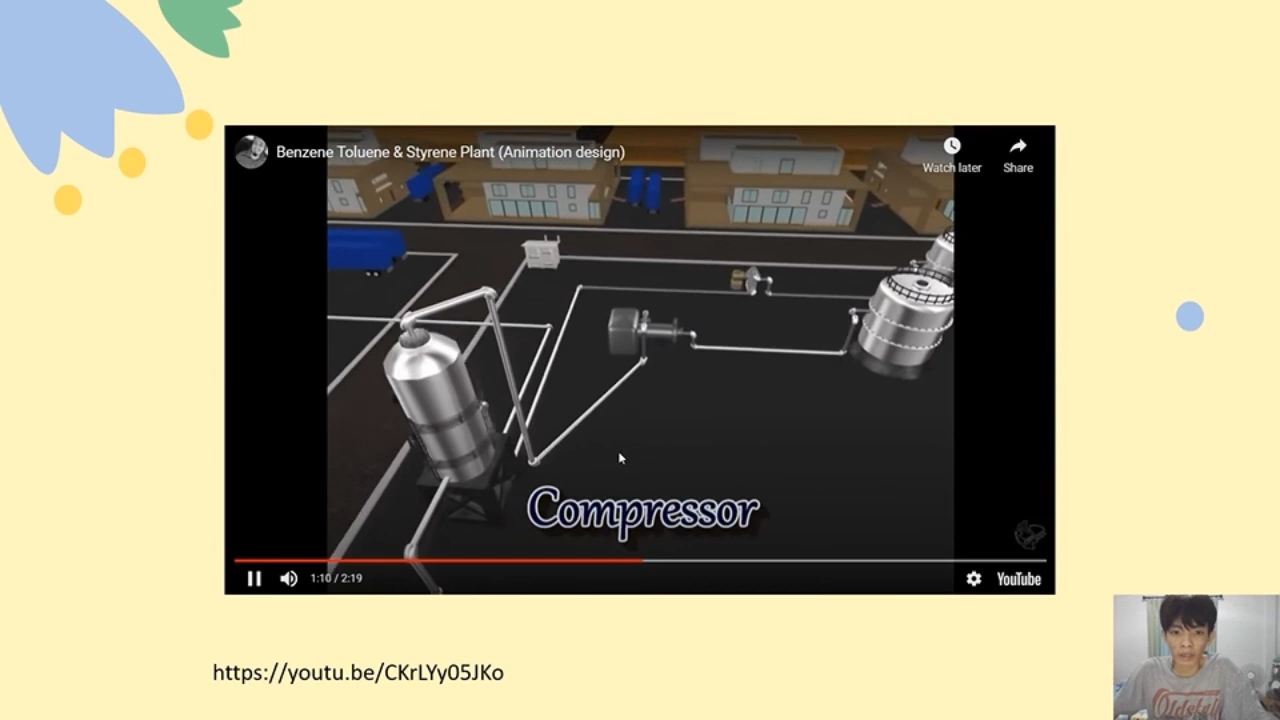 Benzene Toluene & Styrene Plant (Animation design)
Watch later
Share
Compressor
1:10 / 2:19
YouTube
https://youtu.be/CKrLYy05JKo